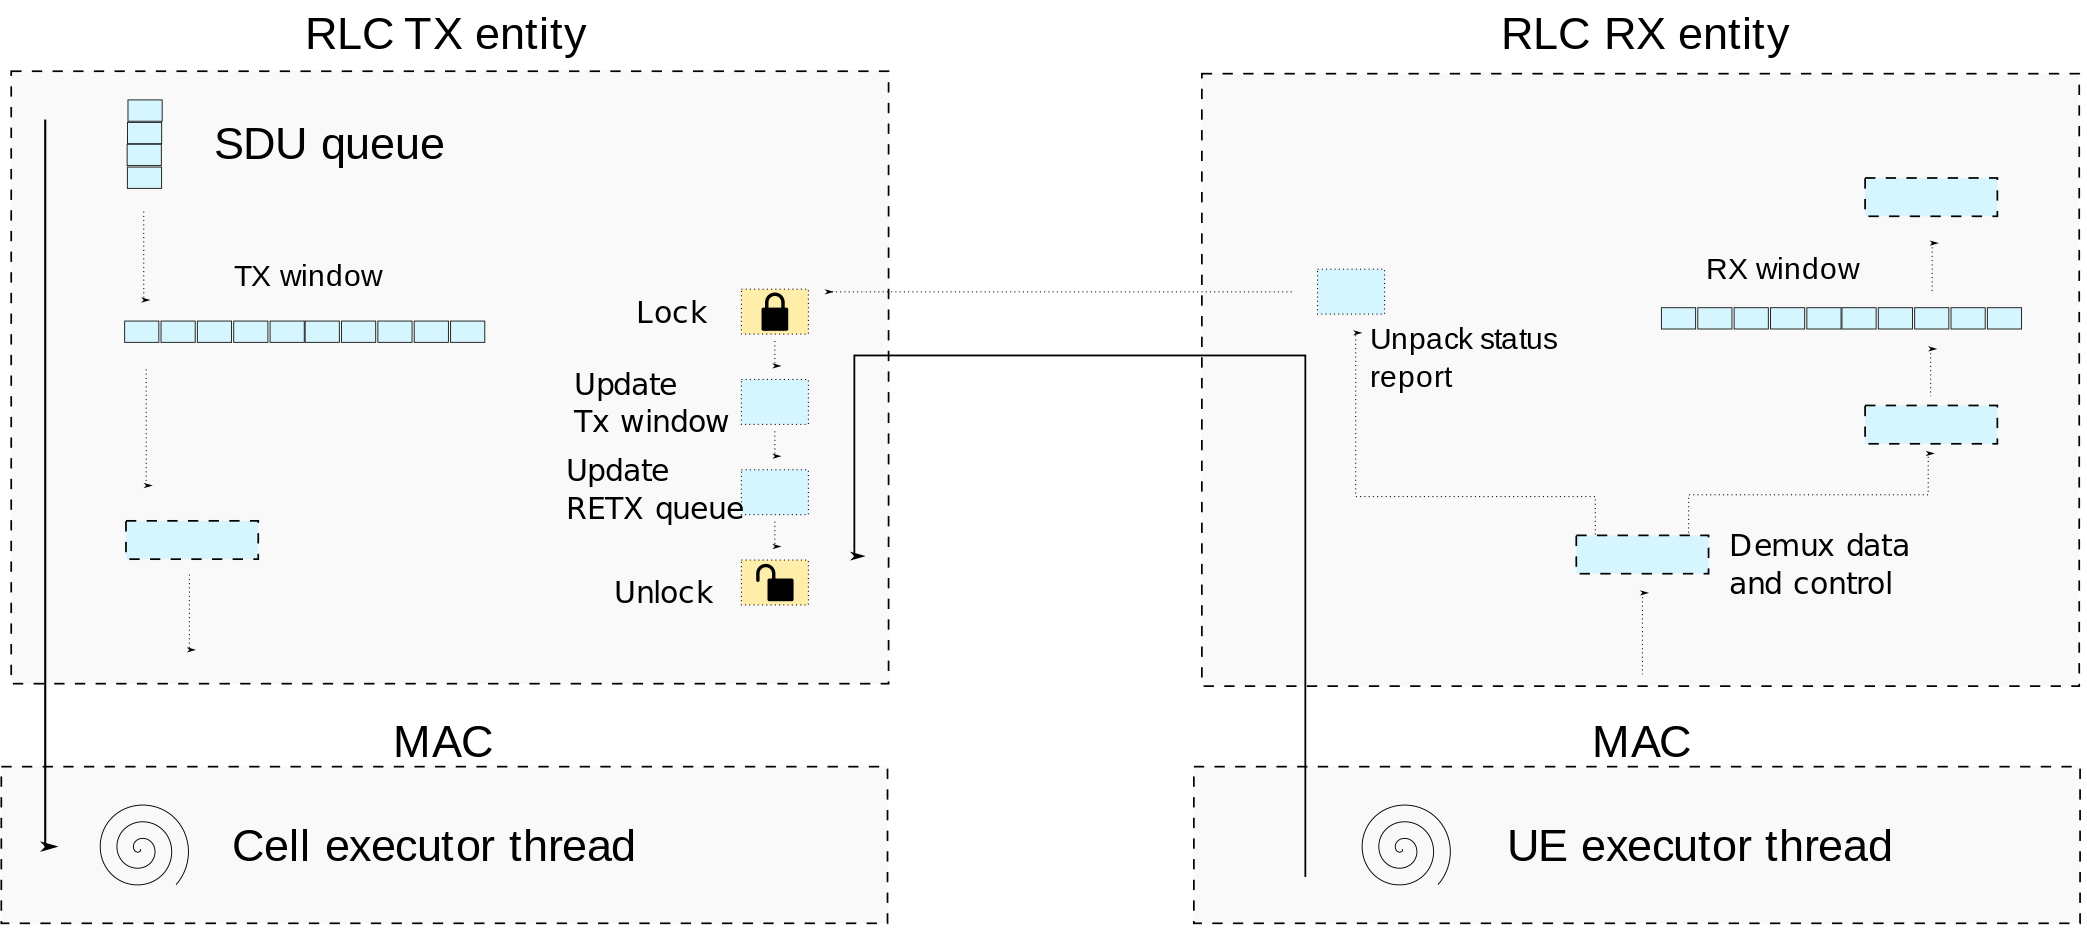 RLC TX entity
RLC RX entity
SDU queue
TX window
Lock
Update
Tx window
Update
RETX queue
Unlock
RX window
Unpack status
report
Demux data
and control
MAC
MAC
Cell executor thread
UE executor thread